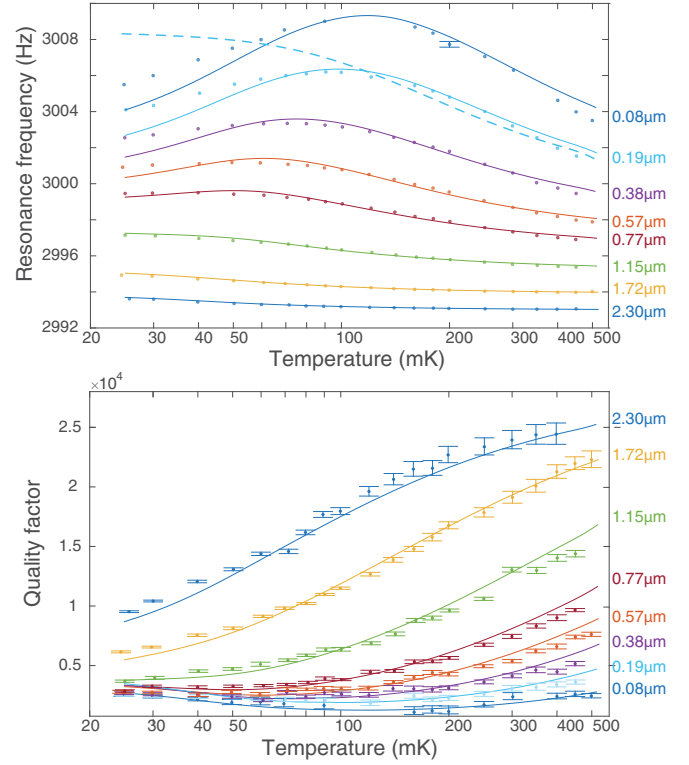 3008
3004
3000
2996
2992
Resonance frequency (Hz)
0.08μm
0.19μm
0.38μm
0.57μm
0.77μm
1.15μm
1.72μm
2.30μm
20 30 40 50 100 200 300 400 500
Temperature (mK)
×10⁴
2.5
2
1.5
1
0.5
Quality factor
2.30μm
1.72μm
1.15μm
0.77μm
0.57μm
0.38μm
0.19μm
0.08μm
20 30 40 50 100 200 300 400 500
Temperature (mK)